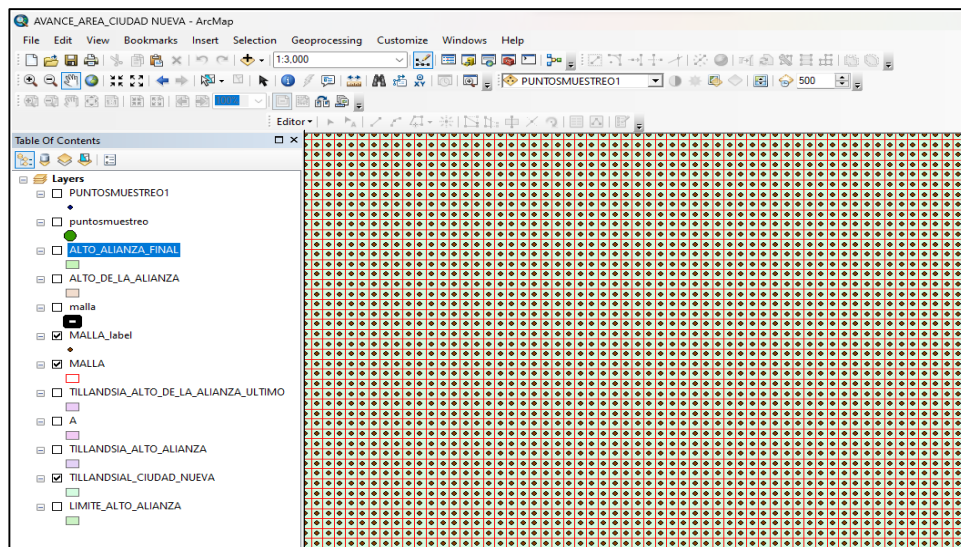 AVANCE_AREA_CIUDAD NUEVA - ArcMap
File Edit View Bookmarks Insert Selection Geoprocessing Customize Windows Help
1:3,000
PUNTOSMUESTREO1 500
100%
Editor
Table Of Contents
Layers
PUNTOSMUESTREO1
puntosmuestreo
ALTO_ALIANZA_FINAL
ALTO_DE_LA_ALIANZA
malla
MALLA_label
MALLA
TILLANDSIA_ALTO_DE_LA_ALIANZA_ULTIMO
A
TILLANDSIA_ALTO_ALIANZA
TILLANDSIAL_CIUDAD_NUEVA
LIMITE_ALTO_ALIANZA